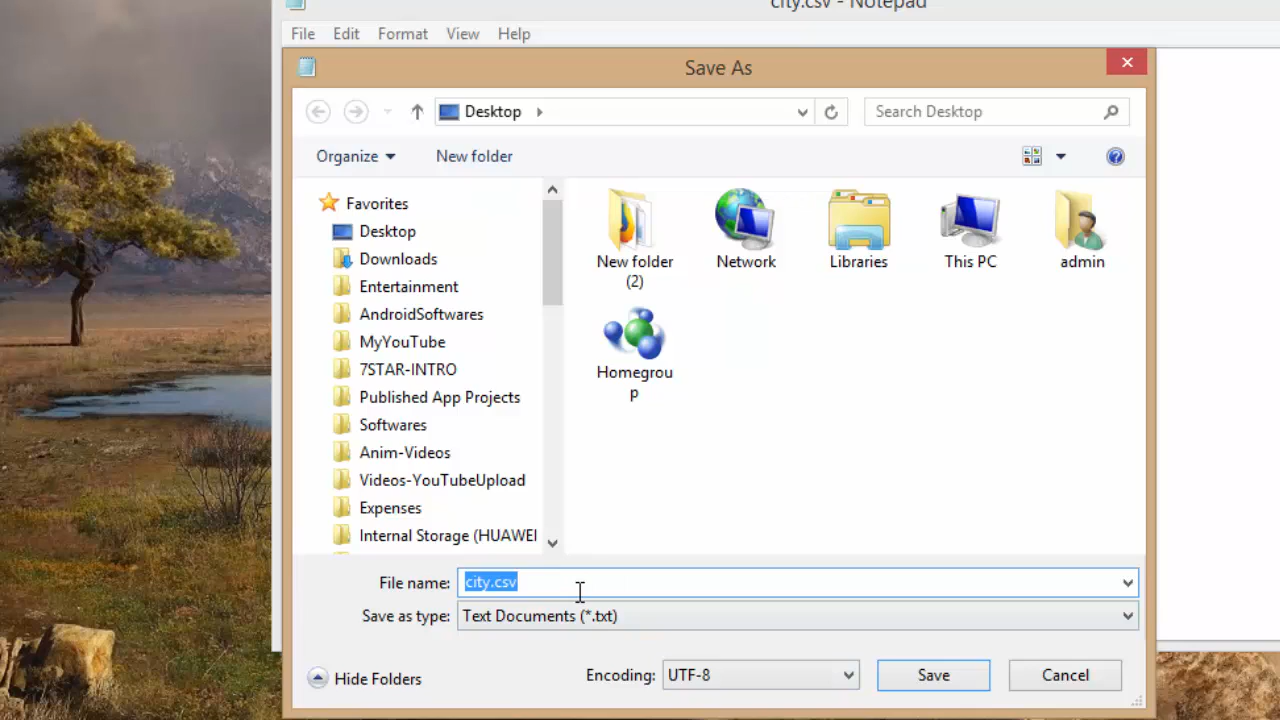 city.csv - Notepad
File Edit Format View Help
Save As
Desktop
Search Desktop
Organize New folder
Favorites
Desktop
Downloads
Entertainment
AndroidSoftwares
MyYouTube
7STAR-INTRO
Published App Projects
Softwares
Anim-Videos
Videos-YouTubeUpload
Expenses
Internal Storage (HUAWEI
New folder
(2)
Network
Libraries
This PC
admin
Homegrou
p
File name: city.csv
Save as type: Text Documents (*.txt)
Hide Folders
Encoding: UTF-8
Save
Cancel